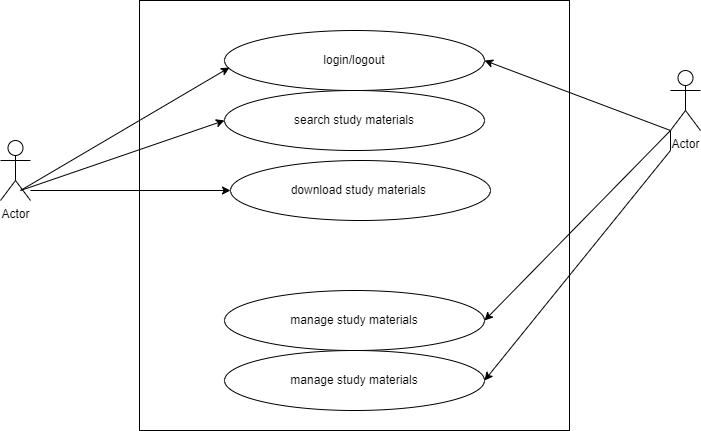 login/logout
search study materials
Actor
download study materials
Actor
manage study materials
manage study materials